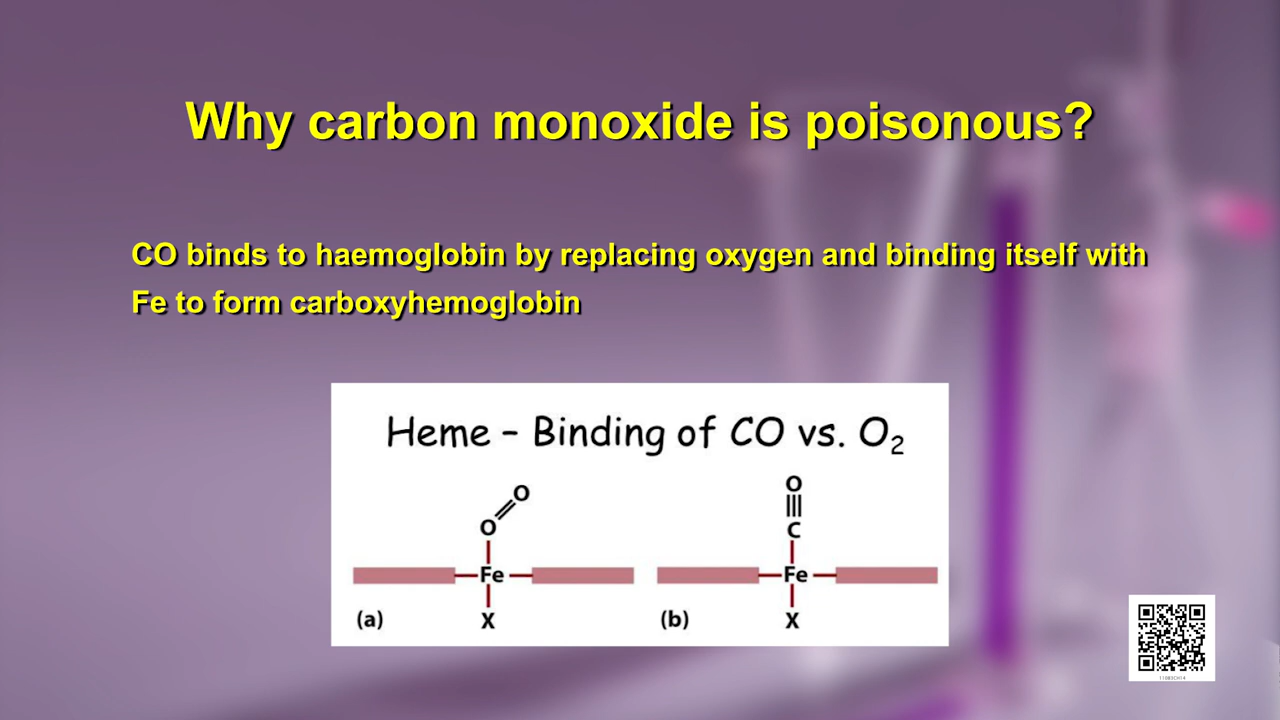 Why carbon monoxide is poisonous?
CO binds to haemoglobin by replacing oxygen and binding itself with
Fe to form carboxyhemoglobin
Heme – Binding of CO vs. O₂
O
O
Fe
X
(a)
O
C
Fe
X
(b)